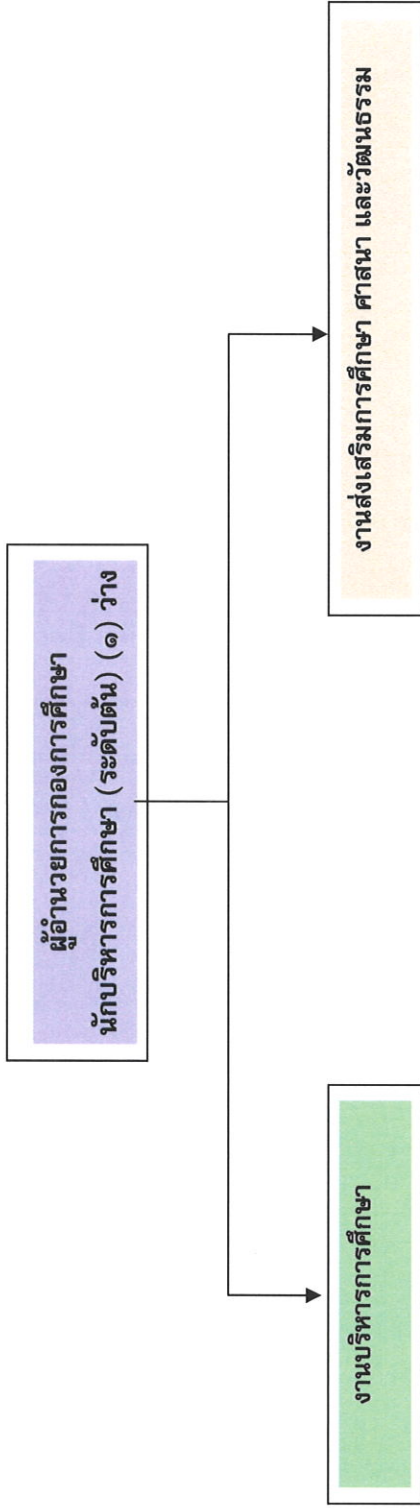 ผู้อำนวยการกองการศึกษา
นักบริหารการศึกษา (ระดับต้น) (๑) ว่าง
งานบริหารการศึกษา
งานส่งเสริมการศึกษา ศาสนา และวัฒนธรรม